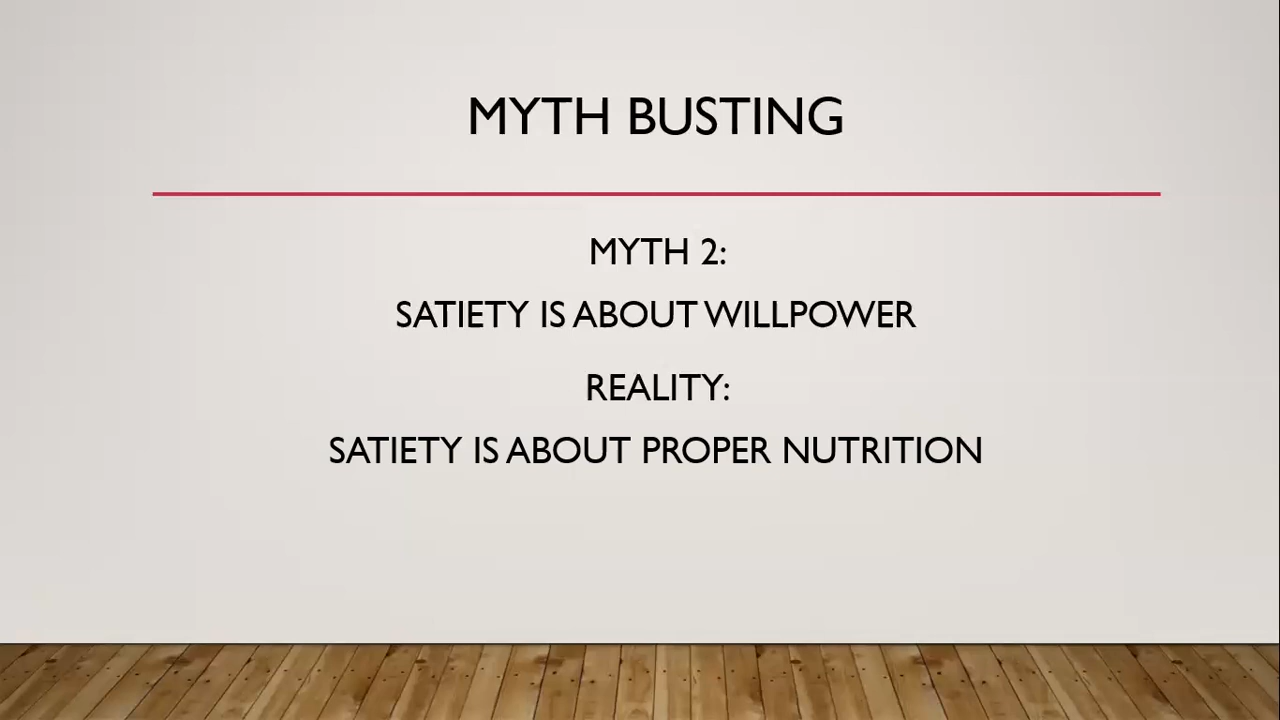 MYTH BUSTING
MYTH 2:
SATIETY IS ABOUT WILLPOWER
REALITY:
SATIETY IS ABOUT PROPER NUTRITION